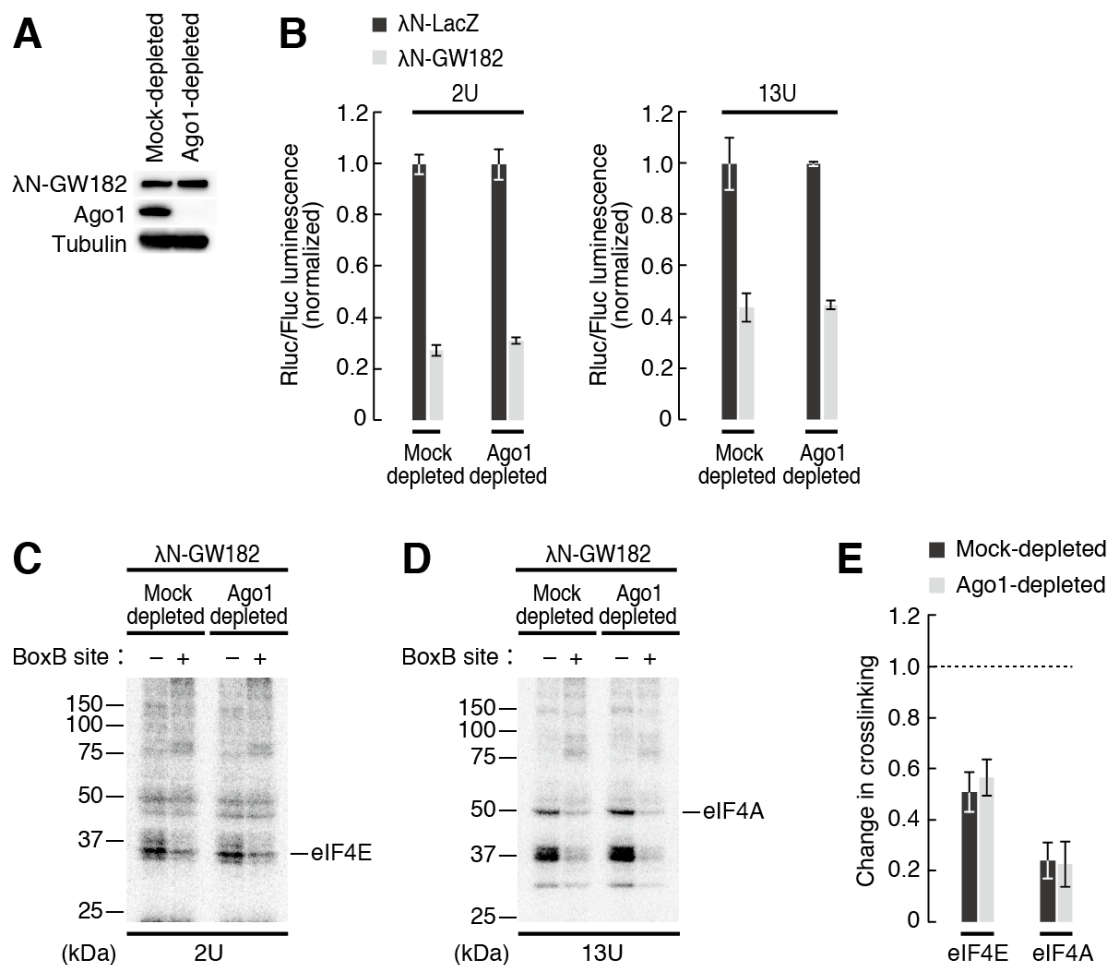 A
Mock-depleted
Ago1-depleted
λN-GW182
Ago1
Tubulin
B
λN-LacZ
λN-GW182
2U
Rluc/Fluc luminescence
(normalized)
1.2
1.0
0.8
0.6
0.4
0.2
0
Mock
depleted
Ago1
depleted
13U
Rluc/Fluc luminescence
(normalized)
1.2
1.0
0.8
0.6
0.4
0.2
0
Mock
depleted
Ago1
depleted
C
λN-GW182
Mock
depleted
Ago1
depleted
BoxB site : – + – +
150
100
75
50
37
25
eIF4E
(kDa)
2U
D
λN-GW182
Mock
depleted
Ago1
depleted
BoxB site : – + – +
150
100
75
50
37
25
eIF4A
(kDa)
13U
E
Mock-depleted
Ago1-depleted
Change in crosslinking
1.2
1.0
0.8
0.6
0.4
0.2
0
eIF4E
eIF4A